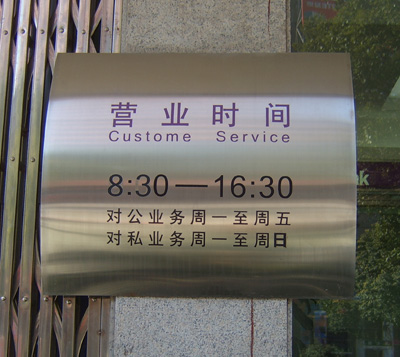 营业时间
Custome Service
8:30—16:30
对公业务周一至周五
对私业务周一至周日
k